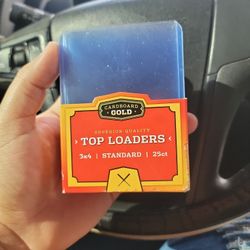 CARDBOARD
GOLD
SUPERIOR QUALITY
› TOP LOADERS ‹
3x4 | STANDARD | 25ct